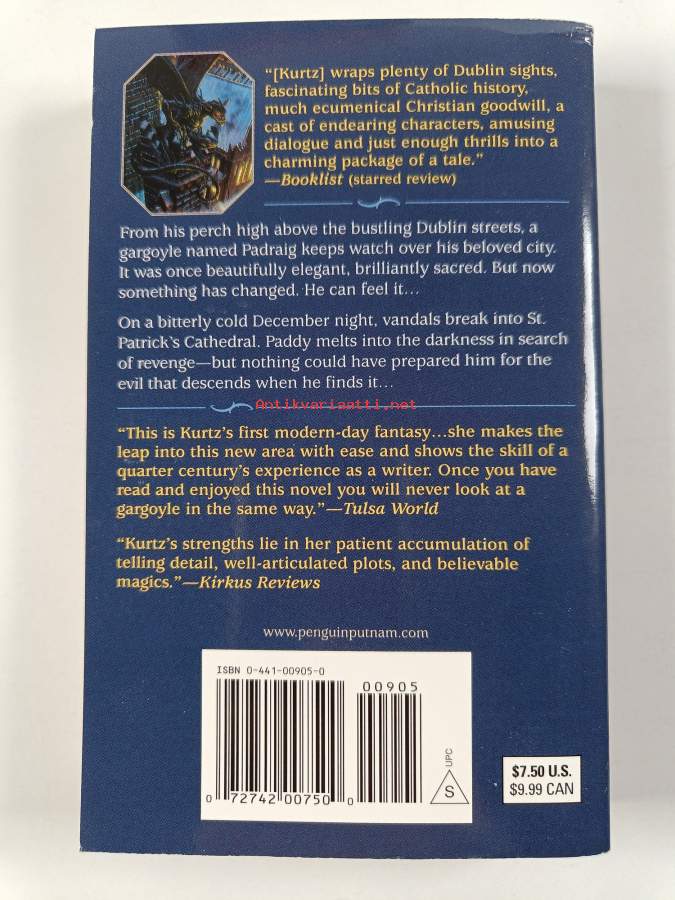 “[Kurtz] wraps plenty of Dublin sights,
fascinating bits of Catholic history,
much ecumenical Christian goodwill, a
cast of endearing characters, amusing
dialogue and just enough thrills into a
charming package of a tale.”
—Booklist (starred review)
From his perch high above the bustling Dublin streets, a
gargoyle named Padraig keeps watch over his beloved city.
It was once beautifully elegant, brilliantly sacred. But now
something has changed. He can feel it...
On a bitterly cold December night, vandals break into St.
Patrick’s Cathedral. Paddy melts into the darkness in search
of revenge—but nothing could have prepared him for the
evil that descends when he finds it...
Antikvariaatti.net
“This is Kurtz’s first modern-day fantasy...she makes the
leap into this new area with ease and shows the skill of a
quarter century’s experience as a writer. Once you have
read and enjoyed this novel you will never look at a
gargoyle in the same way.”—Tulsa World
“Kurtz’s strengths lie in her patient accumulation of
telling detail, well-articulated plots, and believable
magics.”—Kirkus Reviews
www.penguinputnam.com
ISBN 0-441-00905-0
00905
0 72742 00750 0
UPC
S
$7.50 U.S.
$9.99 CAN